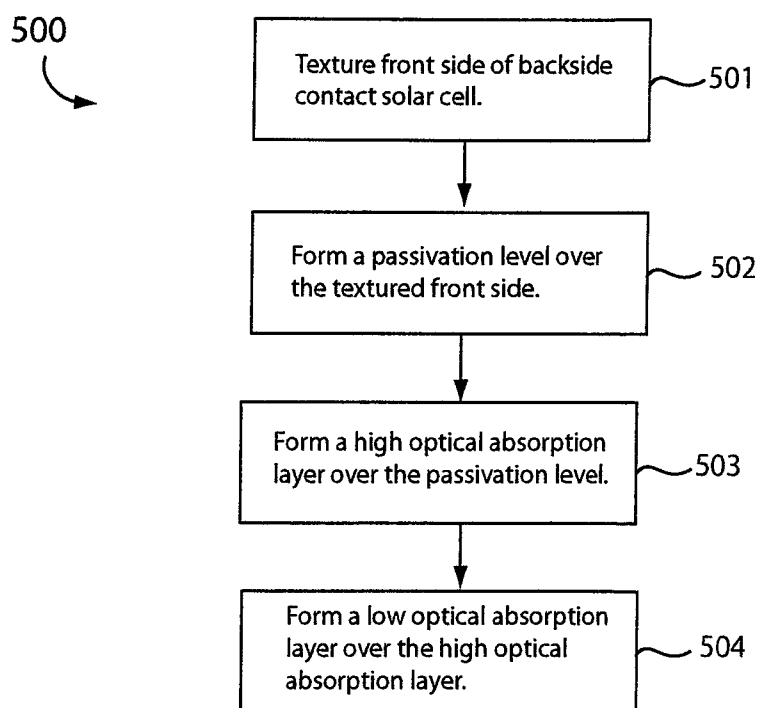 500
Texture front side of backside
contact solar cell.
501
Form a passivation level over
the textured front side.
502
Form a high optical absorption
layer over the passivation level.
503
Form a low optical absorption
layer over the high optical
absorption layer.
504